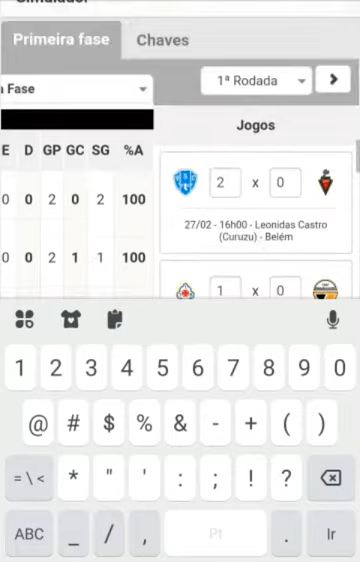 Simulador
Primeira fase
Chaves
a Fase
1ª Rodada
Jogos
E D GP GC SG %A
0 0 2 0 2 100
2 x 0
27/02 - 16h00 - Leonidas Castro
(Curuzu) - Belém
0 0 2 1 1 100
1 x 0
1 2 3 4 5 6 7 8 9 0
@ # $ % & - + ( )
= \ < * " ' : ; ! ?
ABC _ / , Pt . Ir